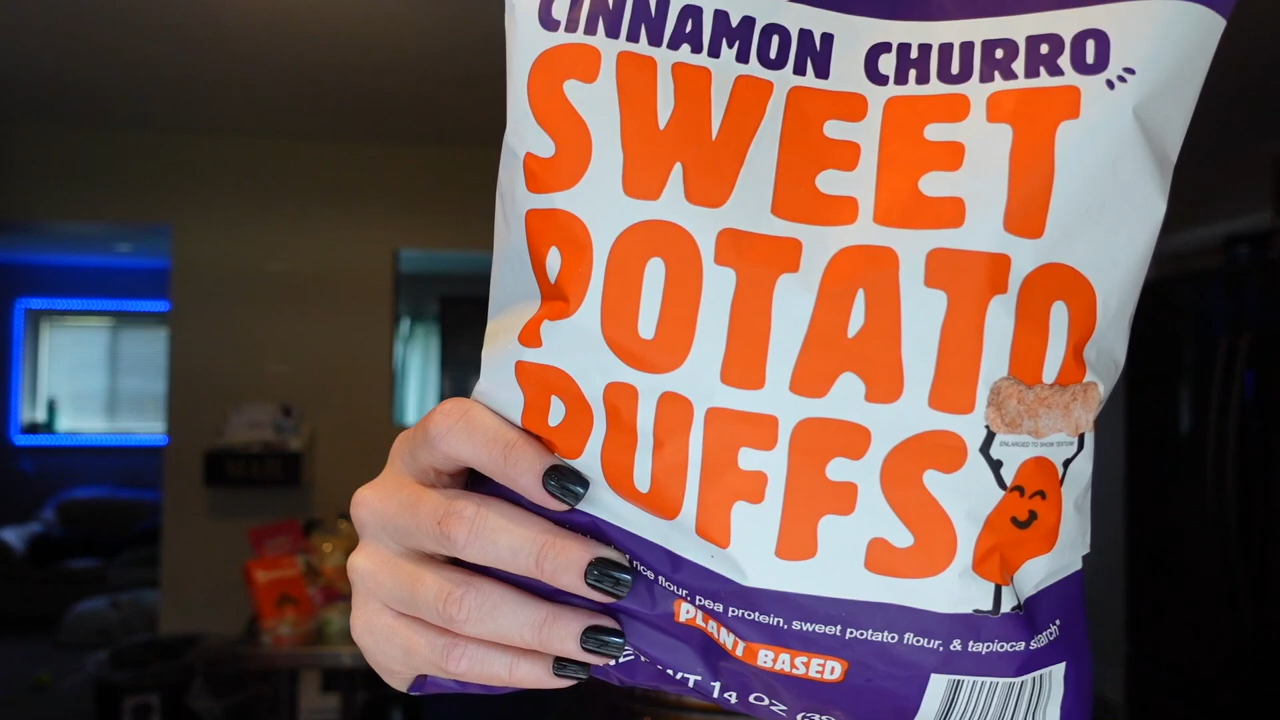 CINNAMON CHURRO
SWEET
POTATO
PUFFS
ENLARGED TO SHOW TEXTURE
rice flour, pea protein, sweet potato flour, & tapioca starch"
PLANT BASED
NET WT 14 OZ